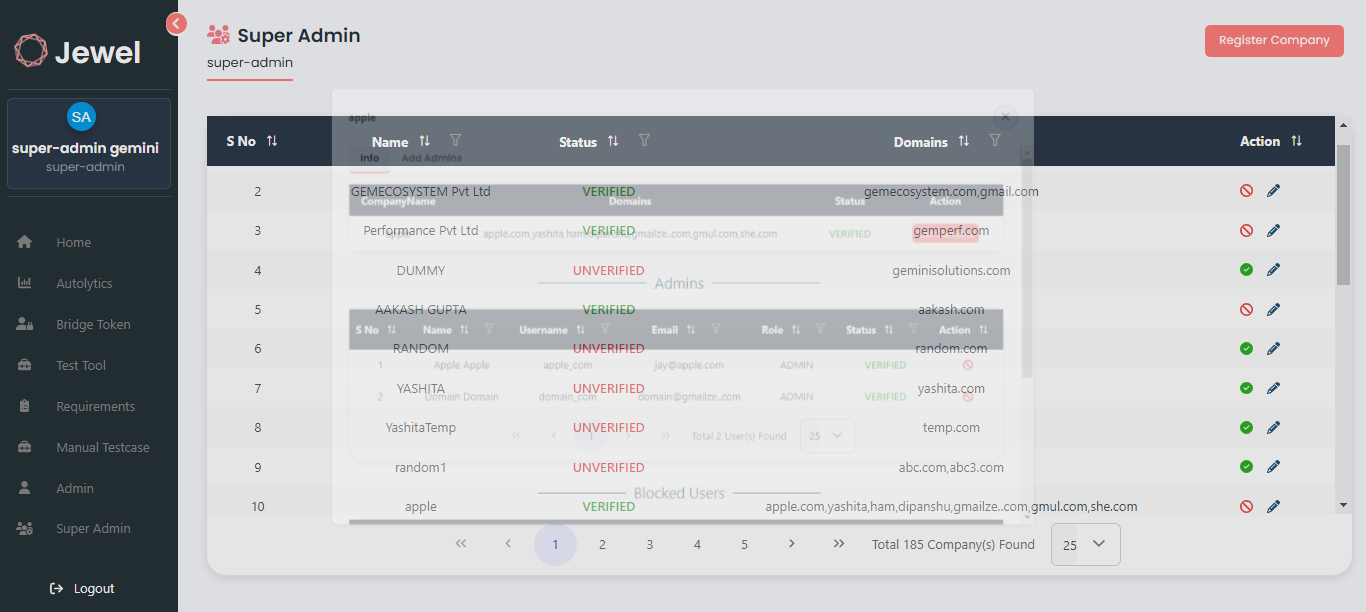 Jewel
SA
super-admin gemini
super-admin
Home
Autolytics
Bridge Token
Test Tool
Requirements
Manual Testcase
Admin
Super Admin
Logout
Super Admin
super-admin
Register Company
S No Name Status Domains Action
2 GEMECOSYSTEM Pvt Ltd VERIFIED gemecosystem.com,gmail.com
3 Performance Pvt Ltd VERIFIED gemperf.com
4 DUMMY UNVERIFIED geminisolutions.com
5 AAKASH GUPTA VERIFIED aakash.com
6 RANDOM UNVERIFIED random.com
7 YASHITA UNVERIFIED yashita.com
8 YashitaTemp UNVERIFIED temp.com
9 random1 UNVERIFIED abc.com,abc3.com
10 apple VERIFIED apple.com,yashita,ham,dipanshu,gmailze..com,gmul.com,she.com
1 2 3 4 5 Total 185 Company(s) Found 25
apple
Info Add Admins
CompanyName Domains Status Action
apple apple.com,yashita,ham,dipanshu,gmailze..com,gmul.com,she.com VERIFIED
Admins
S No Name Username Email Role Status Action
1 Apple Apple apple_com jay@apple.com ADMIN VERIFIED
2 Domain Domain domain_com domain@gmailze..com ADMIN VERIFIED
1 Total 2 User(s) Found 25
Blocked Users